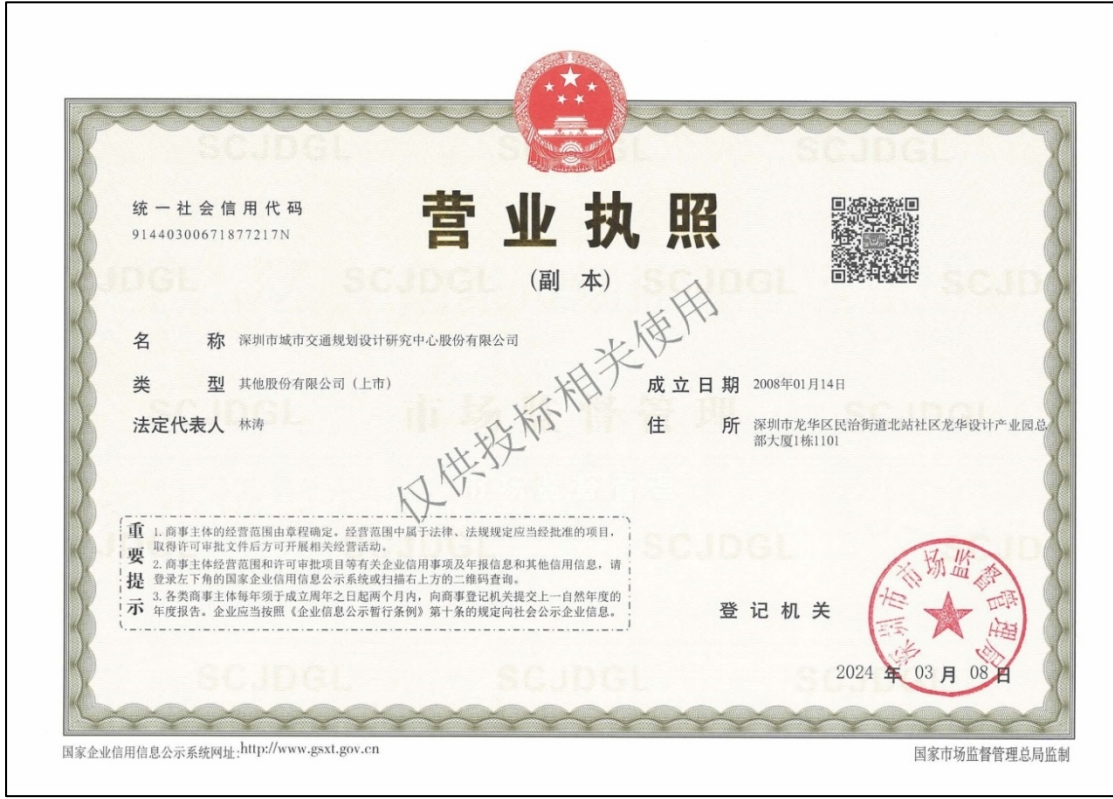 统一社会信用代码
91440300671877217N
营业执照
(副 本)
名 称 深圳市城市交通规划设计研究中心股份有限公司
类 型 其他股份有限公司（上市）
成立日期 2008年01月14日
法定代表人 林涛
住 所 深圳市龙华区民治街道北站社区龙华设计产业园总
部大厦1栋1101
仅供投标相关使用
重要提示
1.商事主体的经营范围由章程确定。经营范围中属于法律、法规规定应当经批准的项目，
取得许可审批文件后方可开展相关经营活动。
2.商事主体经营范围和许可审批项目等有关企业信用事项及年报信息和其他信用信息，请
登录左下角的国家企业信用信息公示系统或扫描右上方的二维码查询。
3.各类商事主体每年须于成立周年之日起两个月内，向商事登记机关提交上一自然年度的
年度报告。企业应当按照《企业信息公示暂行条例》第十条的规定向社会公示企业信息。
登记机关
深圳市市场监督管理局
2024 年 03 月 08 日
国家企业信用信息公示系统网址:http://www.gsxt.gov.cn
国家市场监督管理总局监制
SCJDGL
市场监督管理